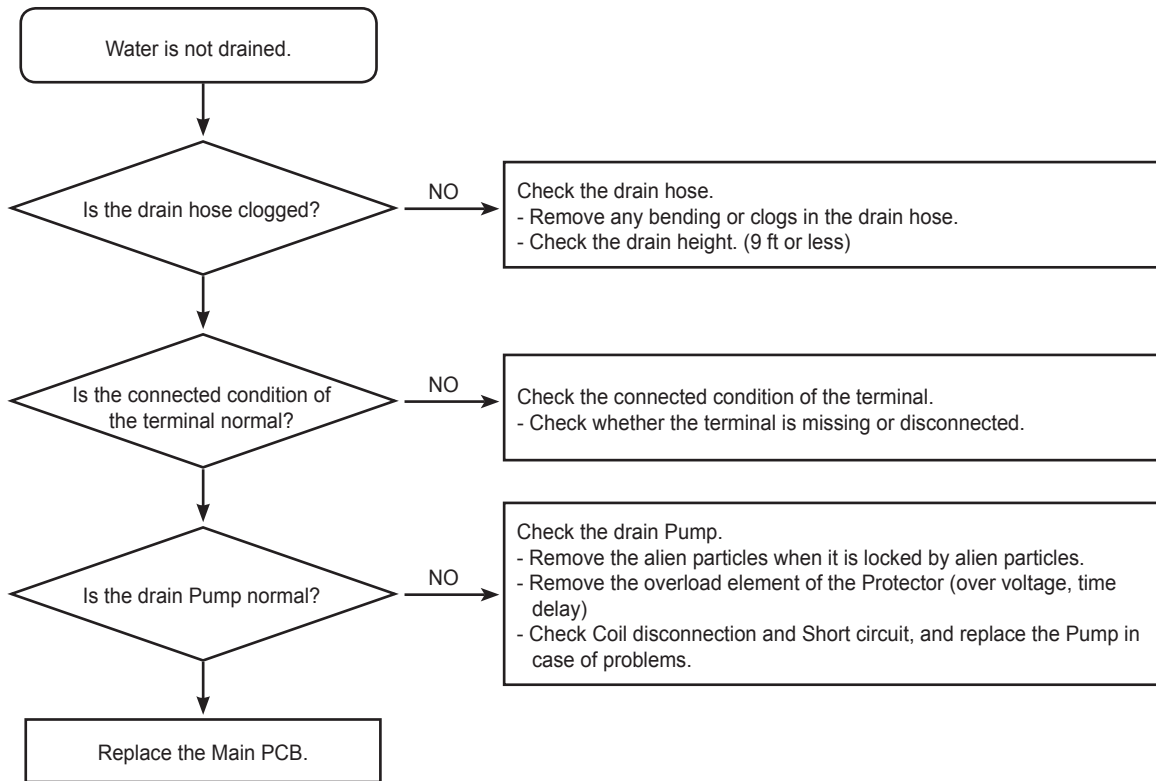 Water is not drained.
Is the drain hose clogged?
NO
Check the drain hose.
- Remove any bending or clogs in the drain hose.
- Check the drain height. (9 ft or less)
Is the connected condition of
the terminal normal?
NO
Check the connected condition of the terminal.
- Check whether the terminal is missing or disconnected.
Is the drain Pump normal?
NO
Check the drain Pump.
- Remove the alien particles when it is locked by alien particles.
- Remove the overload element of the Protector (over voltage, time
delay)
- Check Coil disconnection and Short circuit, and replace the Pump in
case of problems.
Replace the Main PCB.